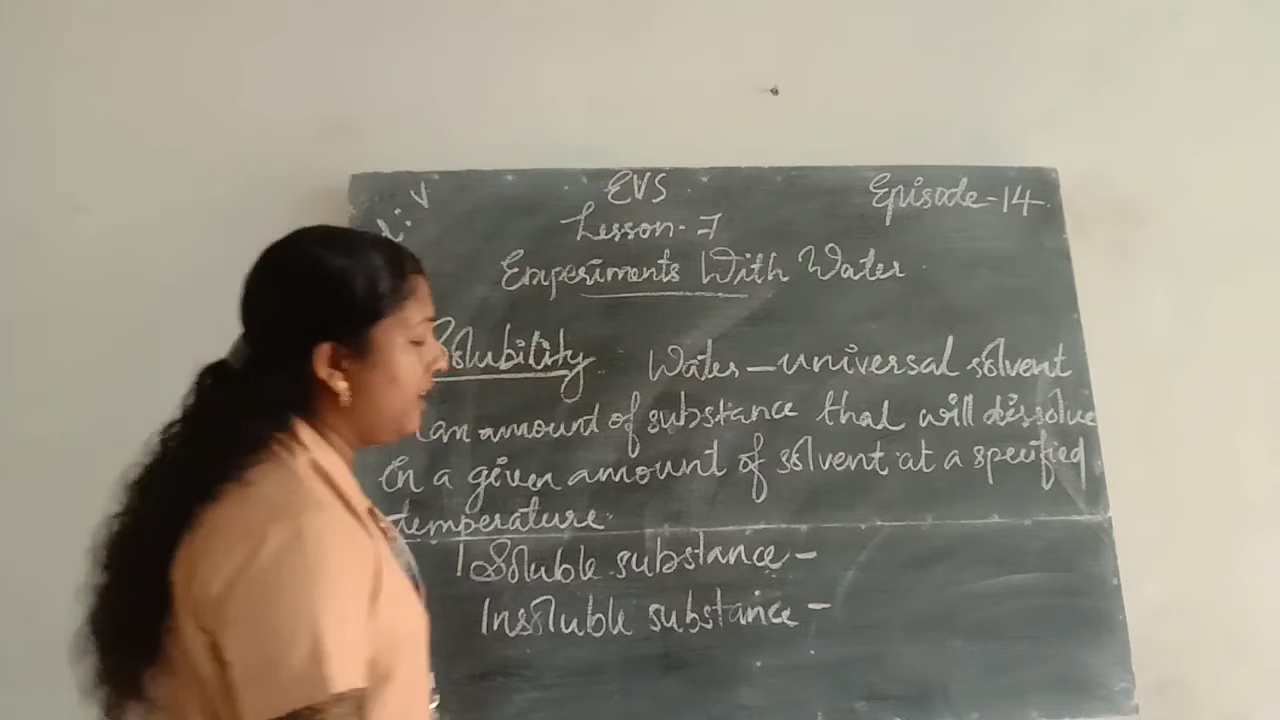 V EVS Episode-14.
Lesson-7
Experiments With Water
Solubility Water - universal solvent
an amount of substance that will dissolve
in a given amount of solvent at a specified
temperature.
Soluble substance -
Insoluble substance -